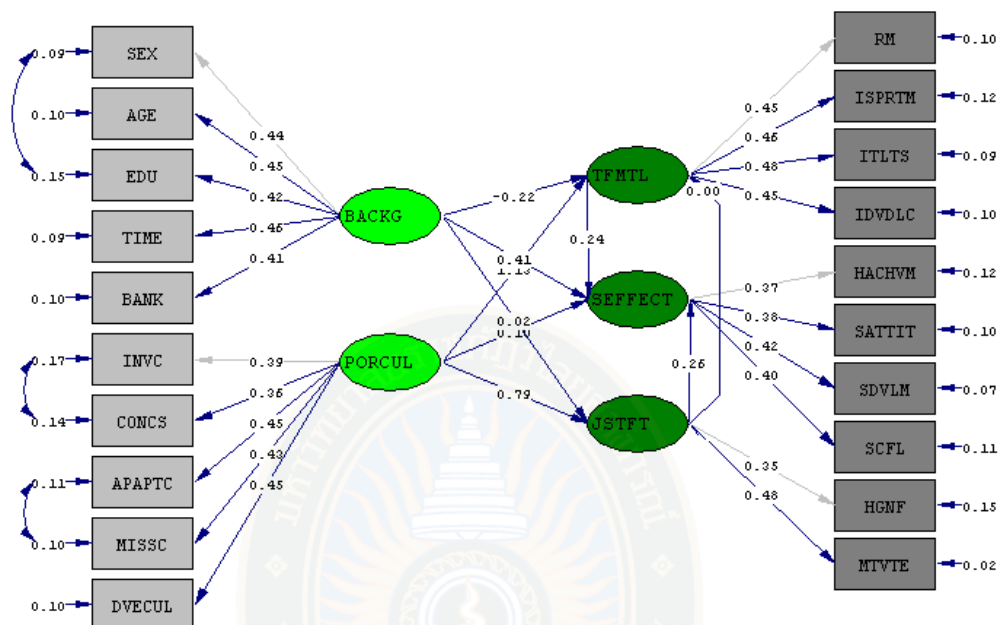 0.09
SEX
0.10
AGE
0.15
EDU
0.09
TIME
0.10
BANK
0.17
INVC
0.14
CONCS
0.11
APAPTC
0.10
MISSC
0.10
DVECUL
0.44
0.45
0.42
0.46
0.41
0.39
0.36
0.45
0.43
0.45
BACKG
PORCUL
-0.22
0.41
0.02
0.79
TFMTL
0.24
SEFFECT
0.26
JSTFT
0.00
0.45
0.46
0.48
0.45
0.37
0.38
0.42
0.40
0.35
0.48
RM
0.10
ISPRTM
0.12
ITLTS
0.09
IDVDLC
0.10
HACHVM
0.12
SATTIT
0.10
SDVLM
0.07
SCFL
0.11
HGNF
0.15
MTVTE
0.02